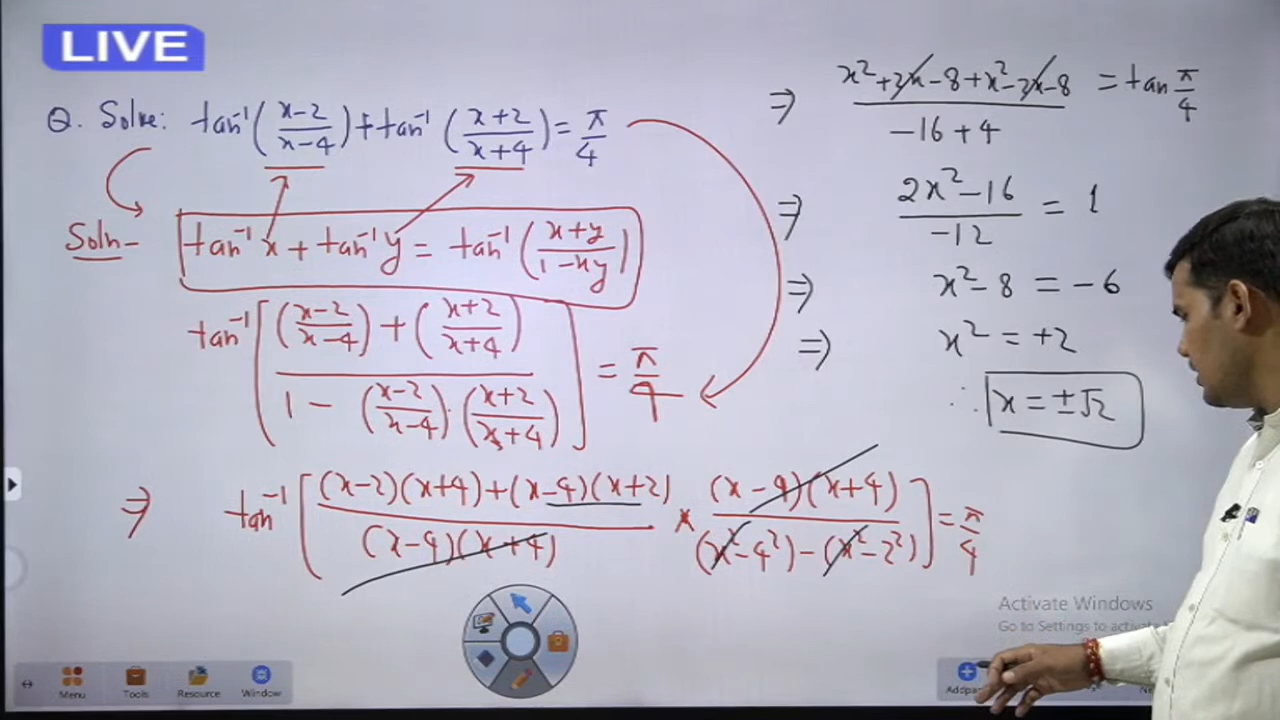 LIVE
Q. Solve: tan⁻¹((x-2)/(x-4)) + tan⁻¹((x+2)/(x+4)) = π/4
Soln- tan⁻¹x + tan⁻¹y = tan⁻¹((x+y)/(1-xy))
tan⁻¹[(((x-2)/(x-4)) + ((x+2)/(x+4)))/(1 - ((x-2)/(x-4)).((x+2)/(x+4)))] = π/4
⇒ tan⁻¹[((x-2)(x+4)+(x-4)(x+2))/((x-4)(x+4)) × ((x-4)(x+4))/((x²-4²)-(x²-2²))] = π/4
⇒ (x²+2x-8+x²-2x-8)/(-16+4) = tan π/4
⇒ (2x²-16)/(-12) = 1
⇒ x²-8 = -6
⇒ x² = +2
∴ x = ±√2
Activate Windows
Go to Settings to activate
Menu
Tools
Resource
Window